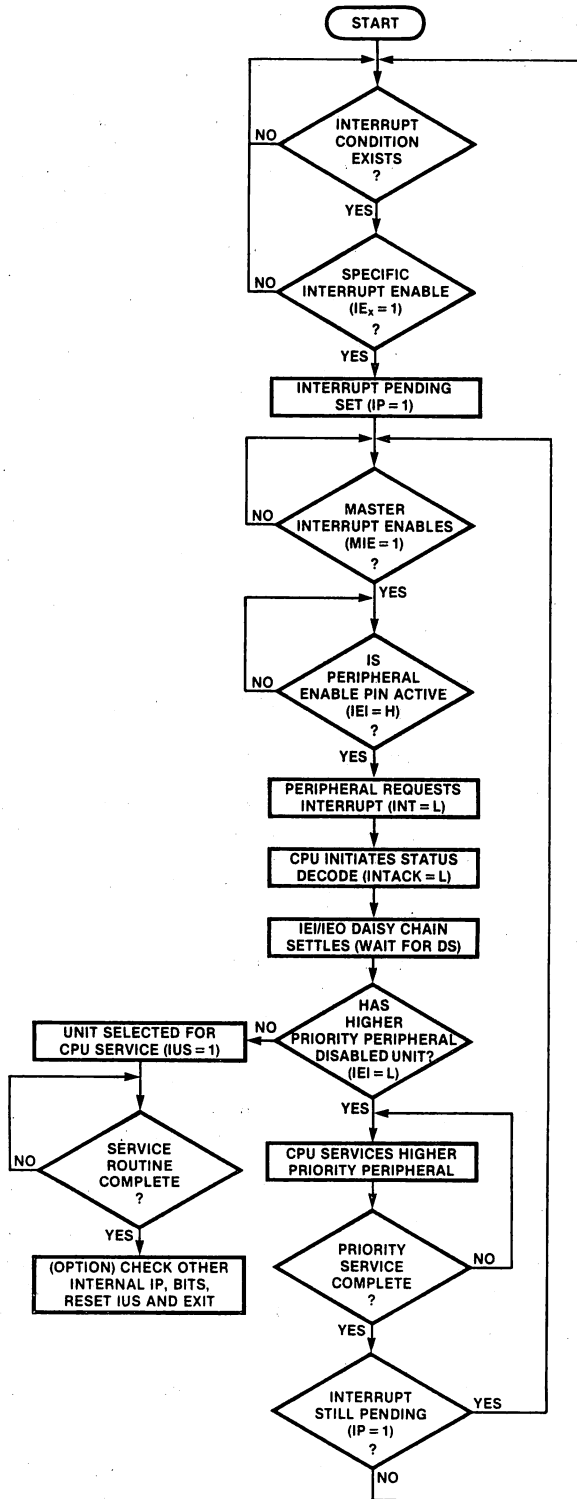 START
INTERRUPT
CONDITION
EXISTS
?
NO
YES
SPECIFIC
INTERRUPT ENABLE
(IEx = 1)
?
NO
YES
INTERRUPT PENDING
SET (IP = 1)
MASTER
INTERRUPT ENABLES
(MIE = 1)
?
NO
YES
IS
PERIPHERAL
ENABLE PIN ACTIVE
(IEI = H)
?
NO
YES
PERIPHERAL REQUESTS
INTERRUPT (INT = L)
CPU INITIATES STATUS
DECODE (INTACK = L)
IEI/IEO DAISY CHAIN
SETTLES (WAIT FOR DS)
HAS
HIGHER
PRIORITY PERIPHERAL
DISABLED UNIT?
(IEI = L)
NO
YES
UNIT SELECTED FOR
CPU SERVICE (IUS = 1)
SERVICE
ROUTINE
COMPLETE
?
NO
YES
(OPTION) CHECK OTHER
INTERNAL IP, BITS,
RESET IUS AND EXIT
CPU SERVICES HIGHER
PRIORITY PERIPHERAL
PRIORITY
SERVICE
COMPLETE
?
NO
YES
INTERRUPT
STILL PENDING
(IP = 1)
?
YES
NO